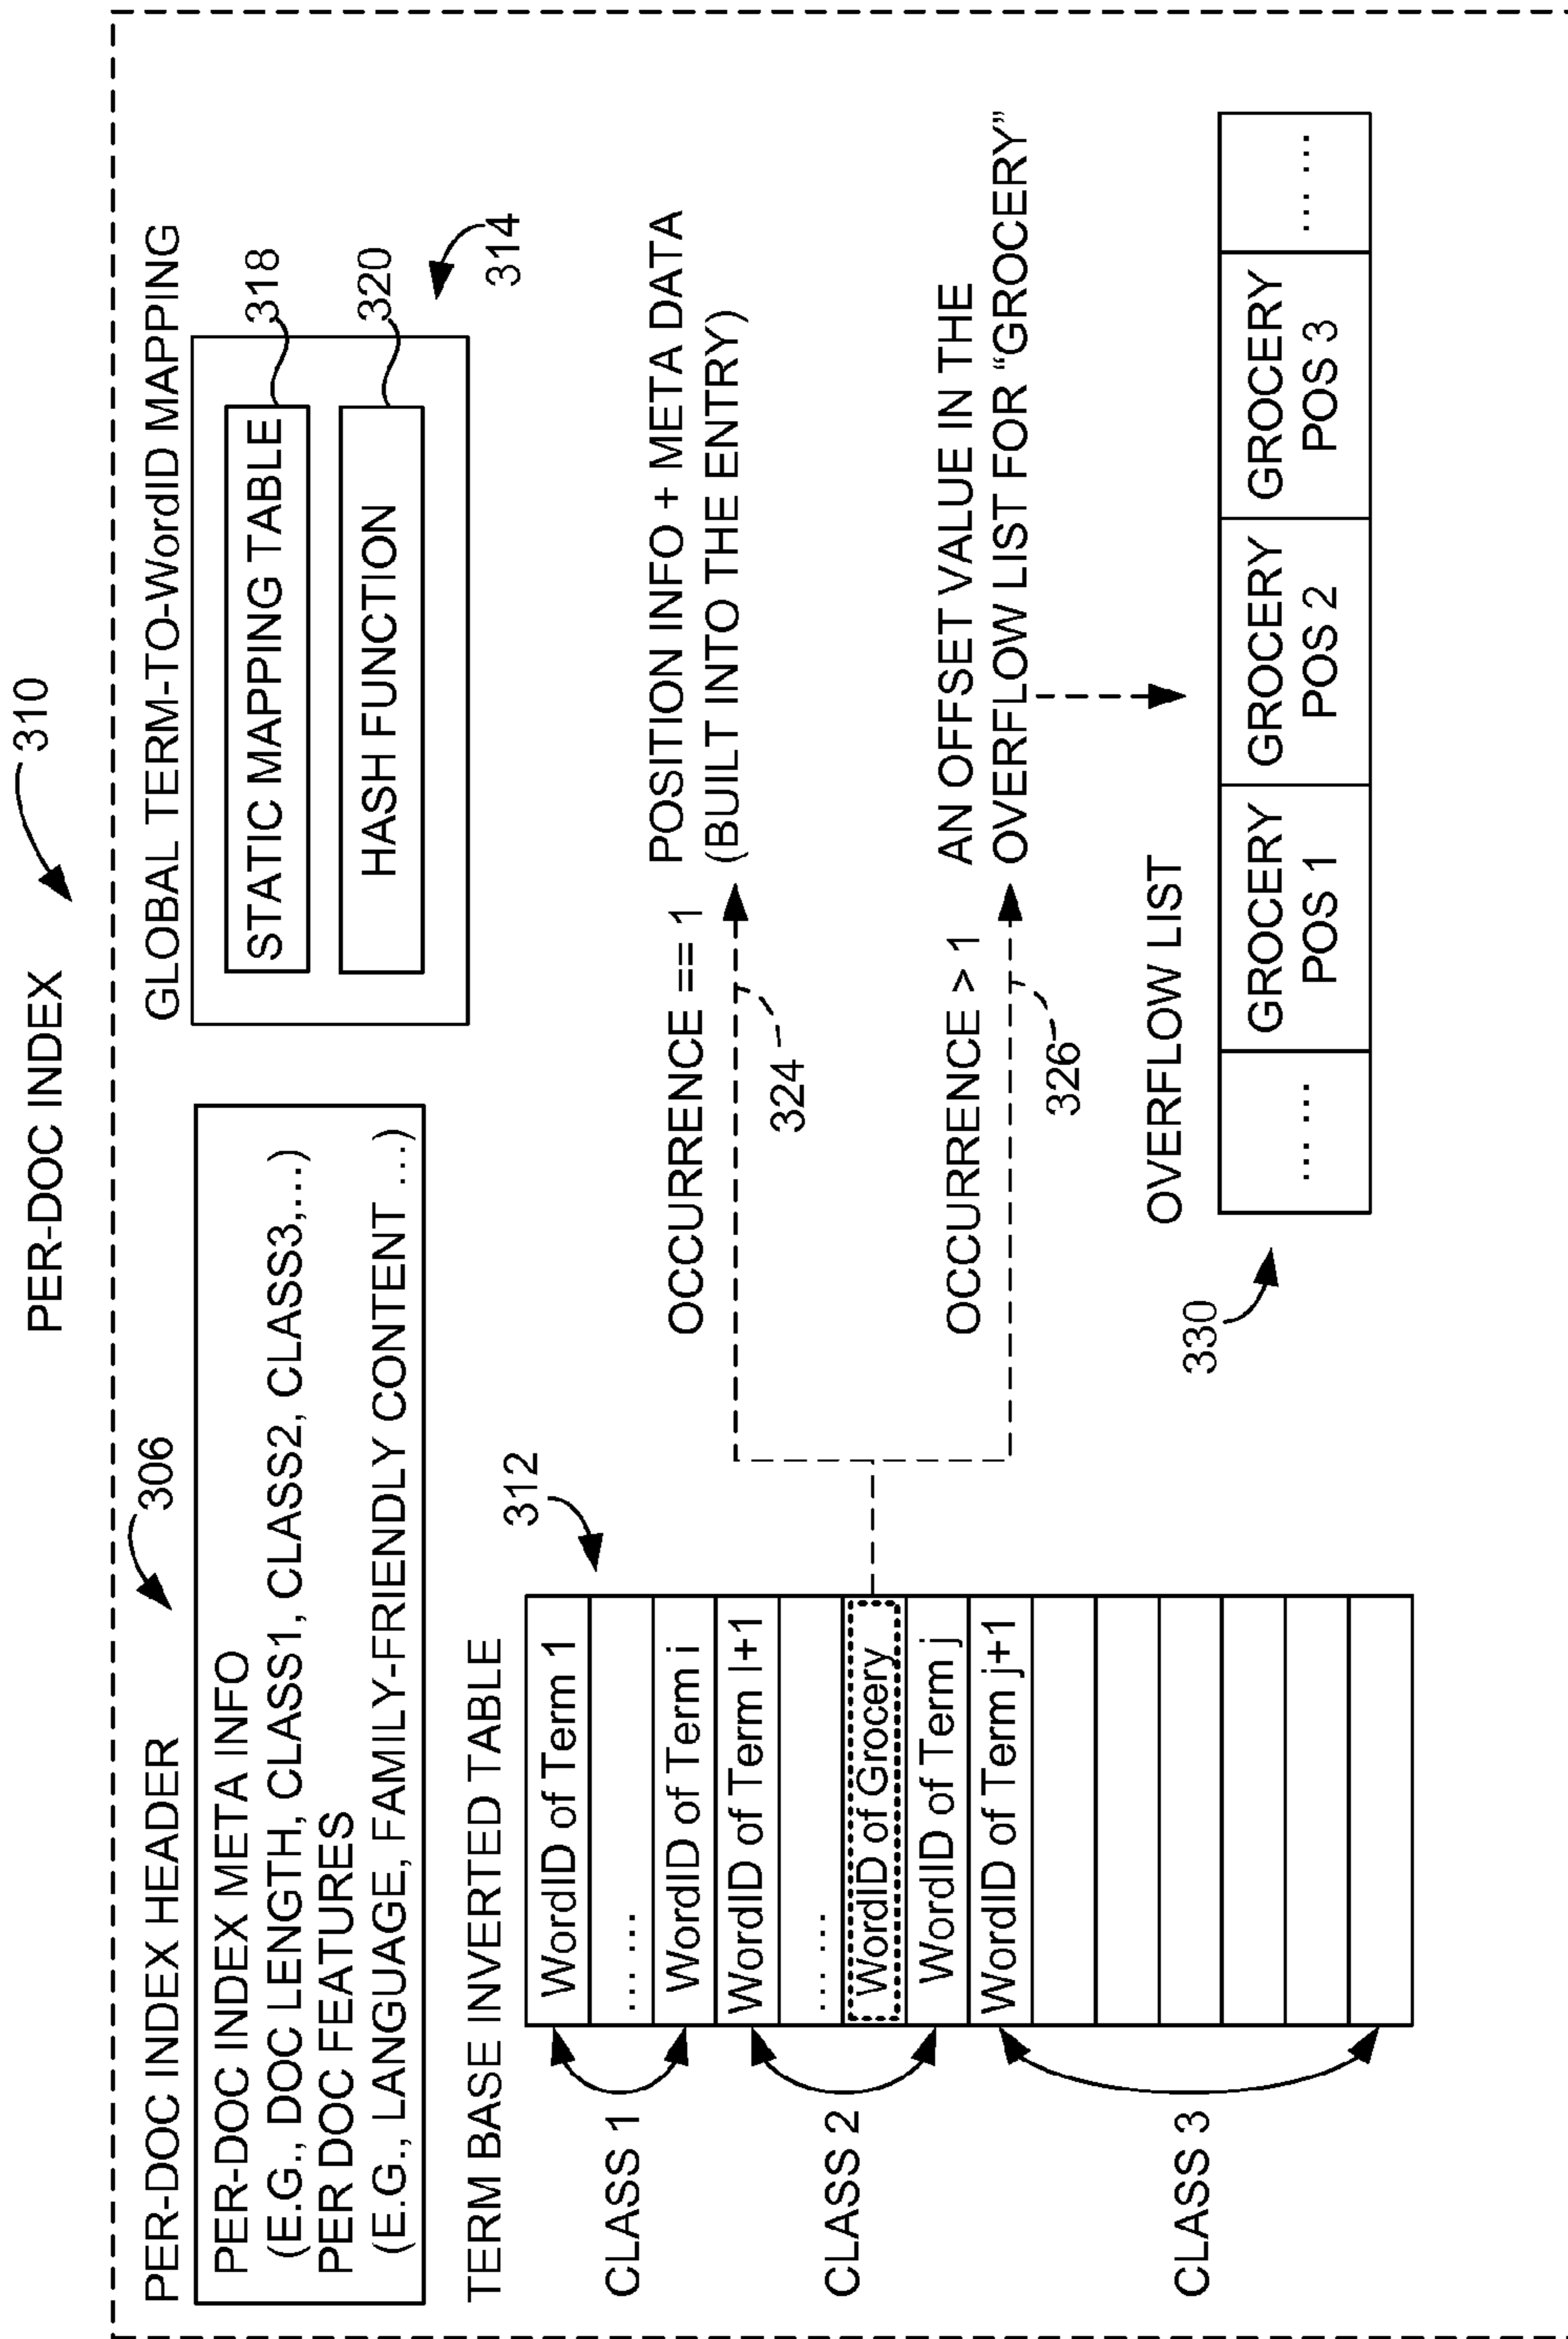 PER-DOC INDEX
310
PER-DOC INDEX HEADER
306
PER-DOC INDEX META INFO
(E.G., DOC LENGTH, CLASS1, CLASS2, CLASS3,...)
PER DOC FEATURES
(E.G., LANGUAGE, FAMILY-FRIENDLY CONTENT ...)
GLOBAL TERM-TO-WordID MAPPING
STATIC MAPPING TABLE
318
HASH FUNCTION
320
314
TERM BASE INVERTED TABLE
312
WordID of Term 1
... ...
WordID of Term i
WordID of Term I+1
... ...
WordID of Grocery
WordID of Term j
WordID of Term j+1
CLASS 1
CLASS 2
CLASS 3
OCCURRENCE == 1
324
POSITION INFO + META DATA
(BUILT INTO THE ENTRY)
OCCURRENCE > 1
326
AN OFFSET VALUE IN THE
OVERFLOW LIST FOR “GROCERY”
OVERFLOW LIST
330
... ...
GROCERY
POS 1
GROCERY
POS 2
GROCERY
POS 3
... ...